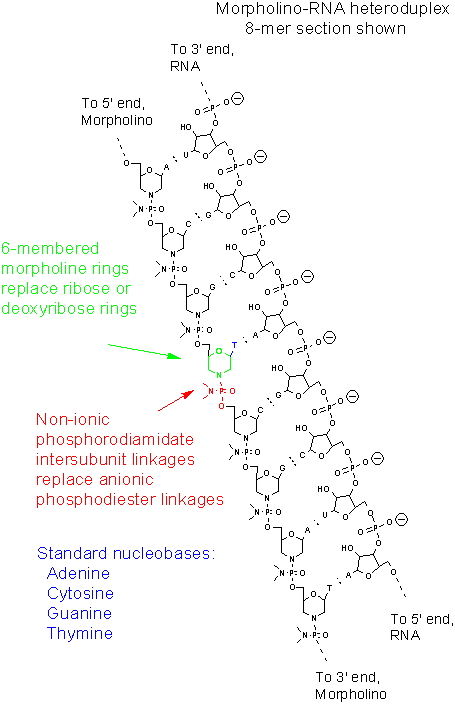 Morpholino-RNA heteroduplex
8-mer section shown
To 3' end,
RNA
To 5' end,
Morpholino
6-membered
morpholine rings
replace ribose or
deoxyribose rings
Non-ionic
phosphorodiamidate
intersubunit linkages
replace anionic
phosphodiester linkages
Standard nucleobases:
Adenine
Cytosine
Guanine
Thymine
To 5' end,
RNA
To 3' end,
Morpholino